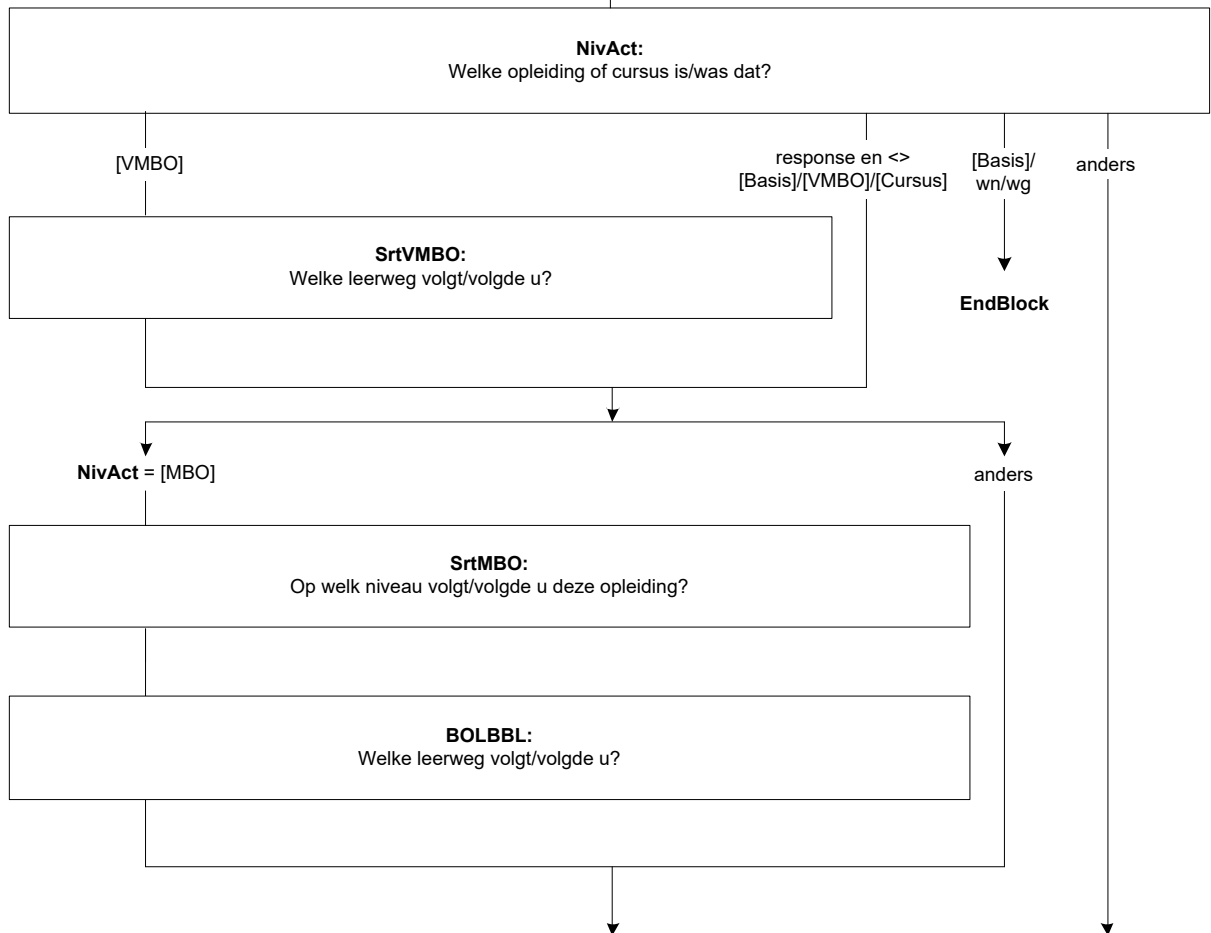 NivAct:
Welke opleiding of cursus is/was dat?
[VMBO]
response en <>
[Basis]/[VMBO]/[Cursus]
[Basis]/
wn/wg
anders
SrtVMBO:
Welke leerweg volgt/volgde u?
EndBlock
NivAct = [MBO]
anders
SrtMBO:
Op welk niveau volgt/volgde u deze opleiding?
BOLBBL:
Welke leerweg volgt/volgde u?